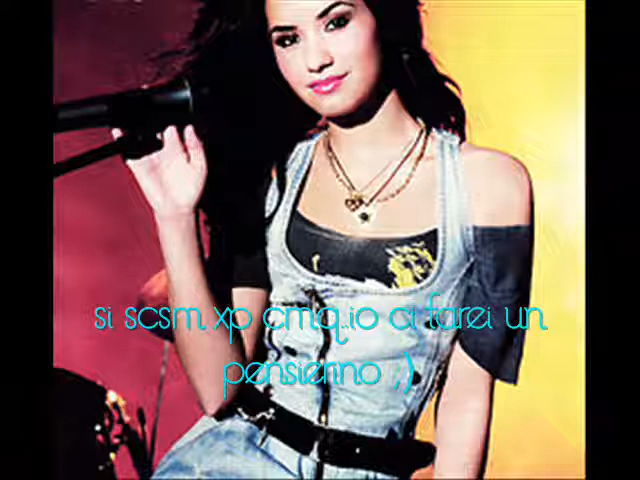 si scsm xp cmq..io ci farei un
pensierino ;)